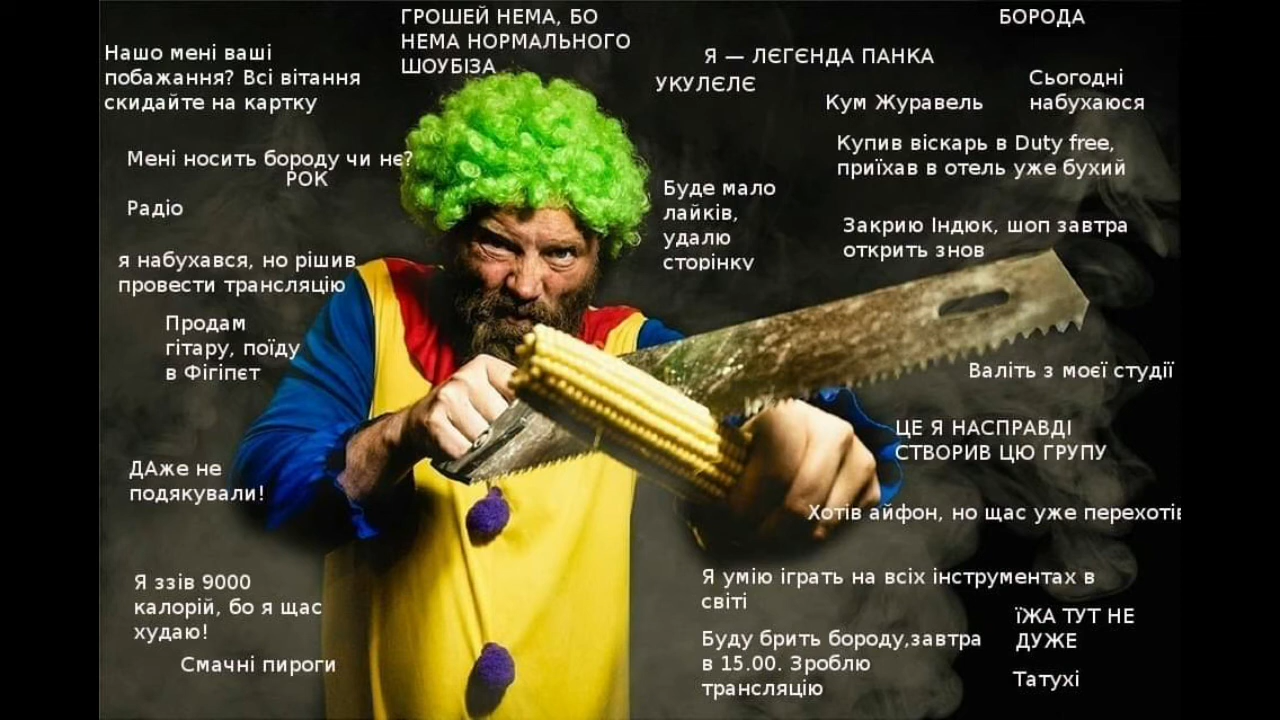 ГРОШЕЙ НЕМА, БО
НЕМА НОРМАЛЬНОГО
ШОУБІЗА
БОРОДА
Нашо мені ваші
побажання? Всі вітання
скидайте на картку
Я — ЛЄГЄНДА ПАНКА
УКУЛЄЛЄ
Сьогодні
набухаюся
Кум Журавель
Купив віскарь в Duty free,
приїхав в отель уже бухий
Мені носить бороду чи нє?
РОК
Радіо
Буде мало
лайків,
удалю
сторінку
Закрию Індюк, шоп завтра
открить знов
я набухався, но рішив
провести трансляцію
Продам
гітару, поїду
в Фігіпєт
Валіть з моєї студії
ЦЕ Я НАСПРАВДІ
СТВОРИВ ЦЮ ГРУПУ
ДАже не
подякували!
Хотів айфон, но щас уже перехотів
Я ззів 9000
калорій, бо я щас
худаю!
Смачні пироги
Я умію іграть на всіх інструментах в
світі
Буду брить бороду,завтра
в 15.00. Зроблю
трансляцію
ЇЖА ТУТ НЕ
ДУЖЕ
Татухі